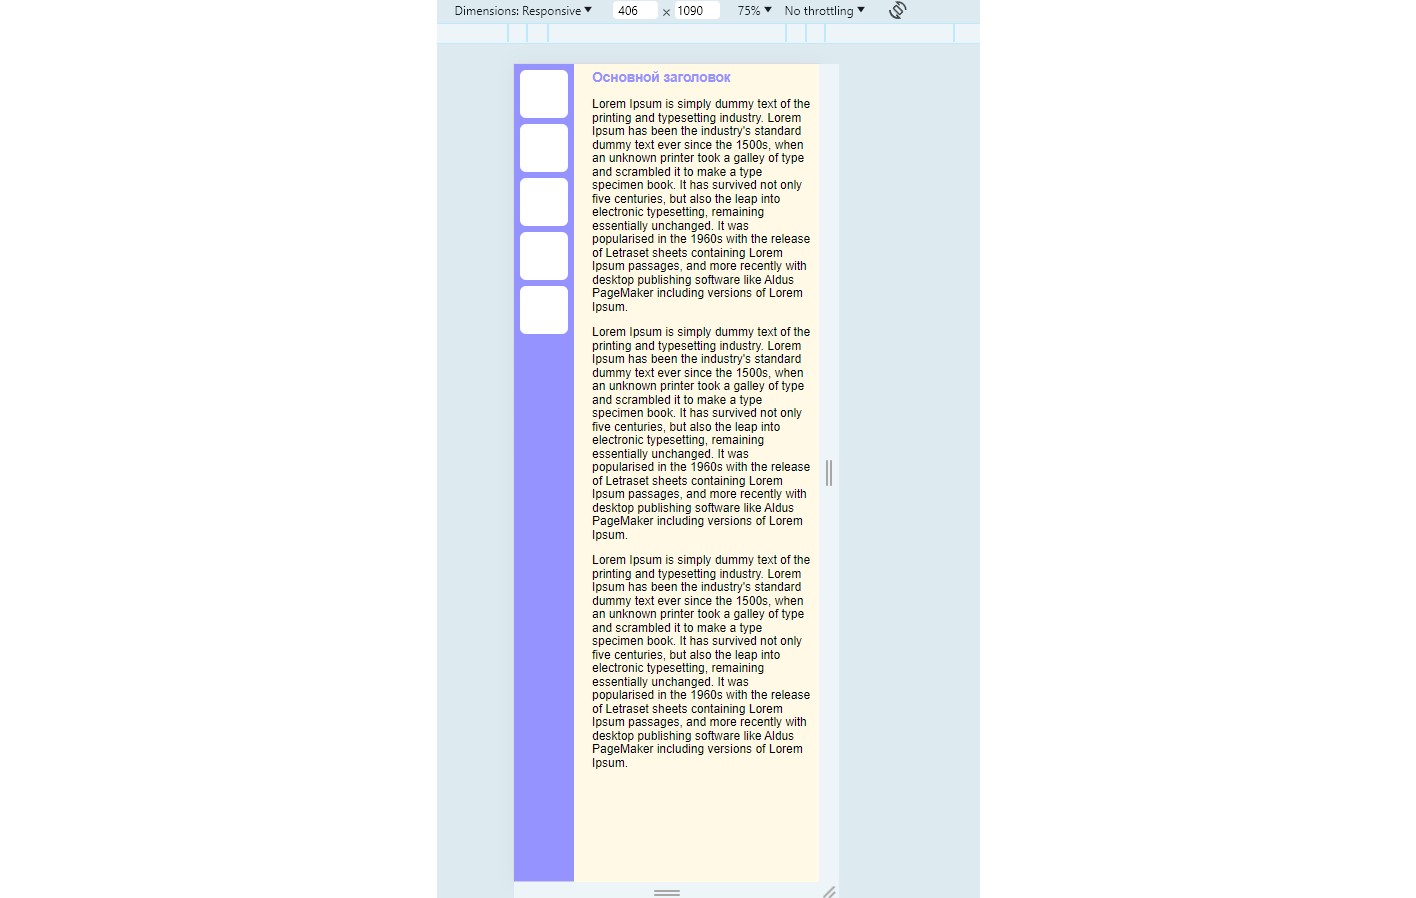 Dimensions: Responsive 406 × 1090 75% No throttling
Основной заголовок
Lorem Ipsum is simply dummy text of the
printing and typesetting industry. Lorem
Ipsum has been the industry's standard
dummy text ever since the 1500s, when
an unknown printer took a galley of type
and scrambled it to make a type
specimen book. It has survived not only
five centuries, but also the leap into
electronic typesetting, remaining
essentially unchanged. It was
popularised in the 1960s with the release
of Letraset sheets containing Lorem
Ipsum passages, and more recently with
desktop publishing software like Aldus
PageMaker including versions of Lorem
Ipsum.
Lorem Ipsum is simply dummy text of the
printing and typesetting industry. Lorem
Ipsum has been the industry's standard
dummy text ever since the 1500s, when
an unknown printer took a galley of type
and scrambled it to make a type
specimen book. It has survived not only
five centuries, but also the leap into
electronic typesetting, remaining
essentially unchanged. It was
popularised in the 1960s with the release
of Letraset sheets containing Lorem
Ipsum passages, and more recently with
desktop publishing software like Aldus
PageMaker including versions of Lorem
Ipsum.
Lorem Ipsum is simply dummy text of the
printing and typesetting industry. Lorem
Ipsum has been the industry's standard
dummy text ever since the 1500s, when
an unknown printer took a galley of type
and scrambled it to make a type
specimen book. It has survived not only
five centuries, but also the leap into
electronic typesetting, remaining
essentially unchanged. It was
popularised in the 1960s with the release
of Letraset sheets containing Lorem
Ipsum passages, and more recently with
desktop publishing software like Aldus
PageMaker including versions of Lorem
Ipsum.